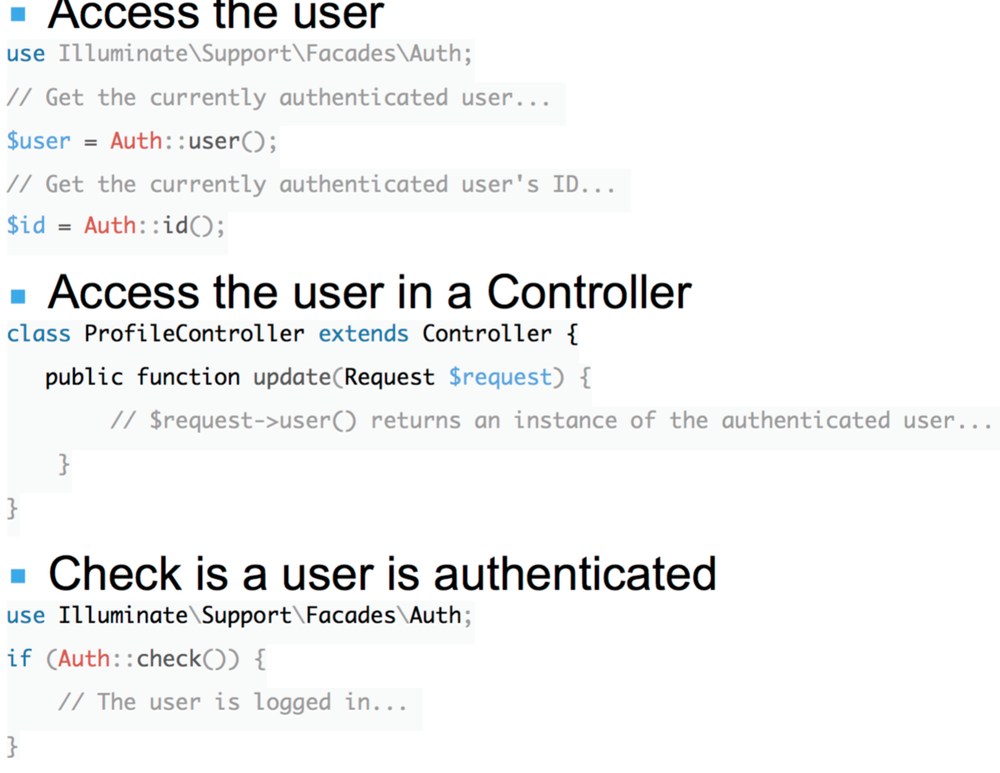 ▪ Access the user
use Illuminate\Support\Facades\Auth;
// Get the currently authenticated user...
$user = Auth::user();
// Get the currently authenticated user's ID...
$id = Auth::id();
▪ Access the user in a Controller
class ProfileController extends Controller {
   public function update(Request $request) {
        // $request->user() returns an instance of the authenticated user...
    }
}
▪ Check is a user is authenticated
use Illuminate\Support\Facades\Auth;
if (Auth::check()) {
    // The user is logged in...
}